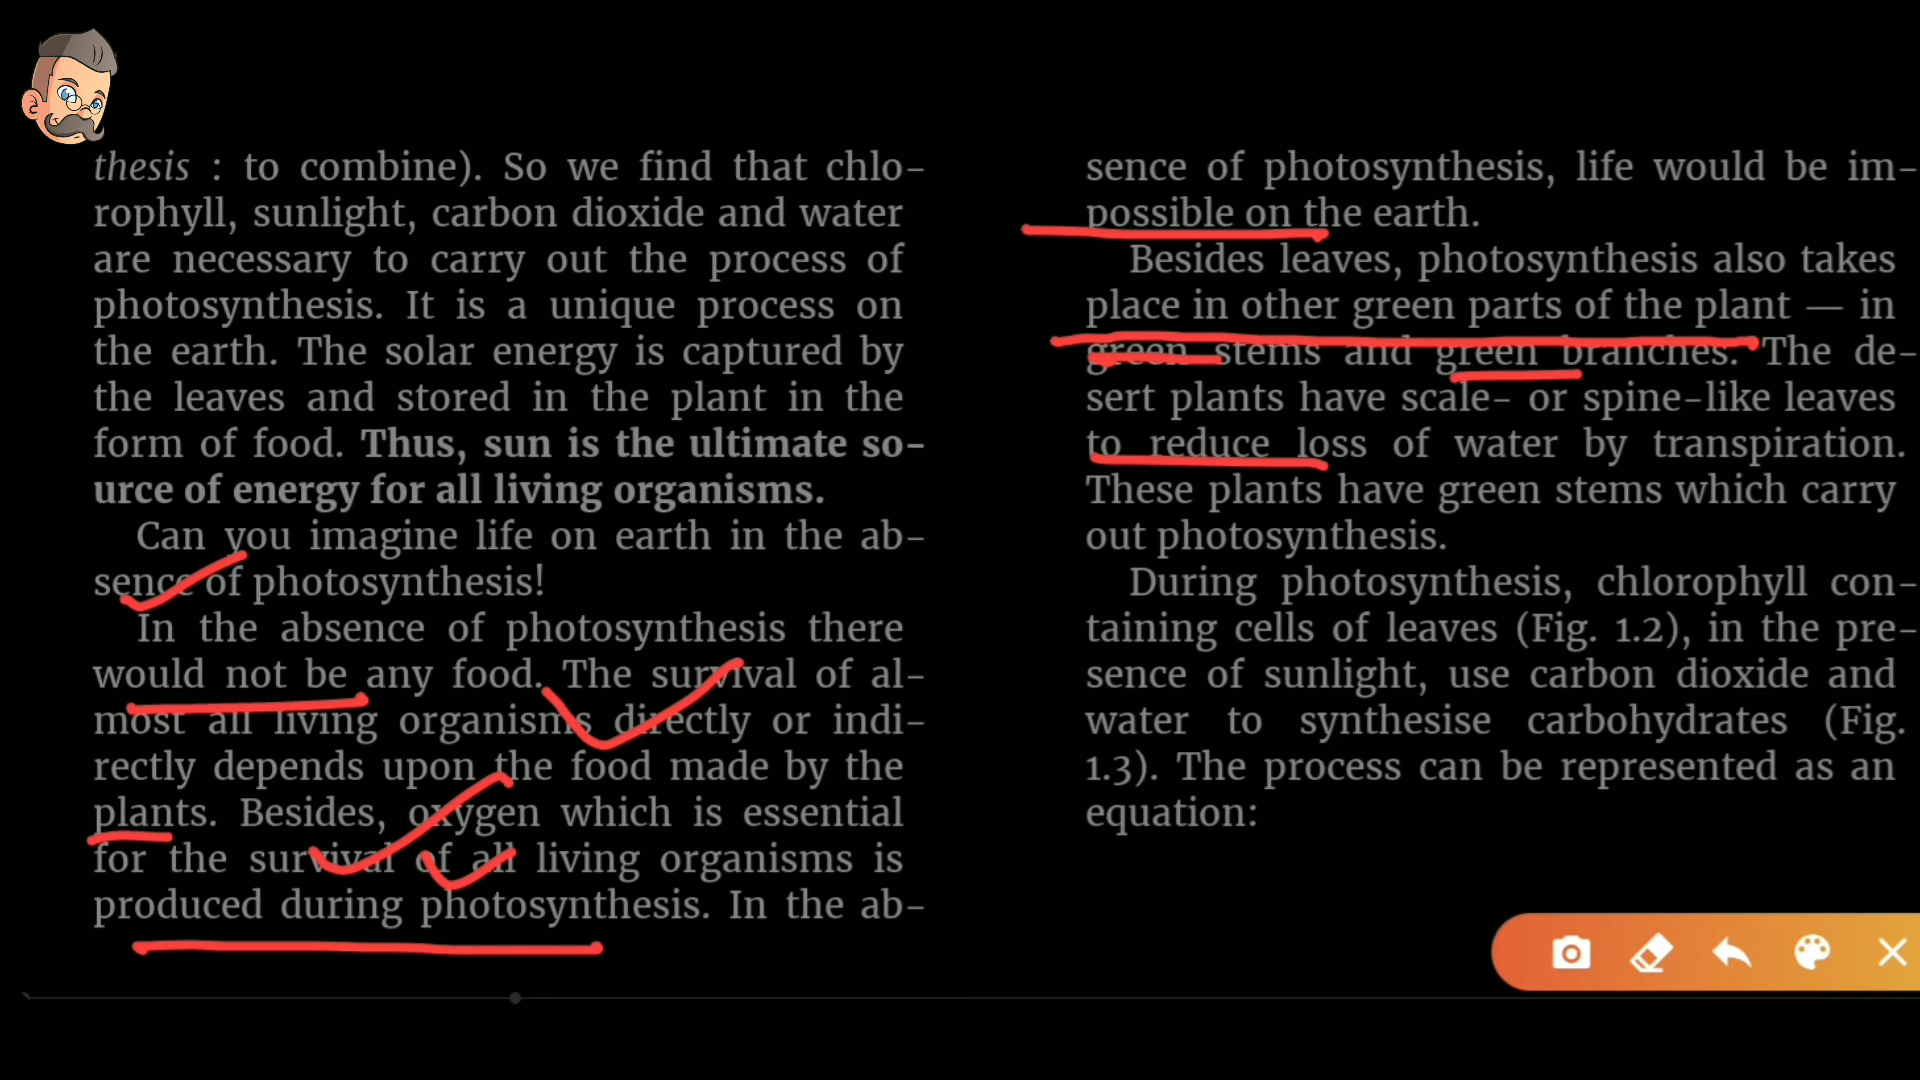 thesis : to combine). So we find that chlo-
rophyll, sunlight, carbon dioxide and water
are necessary to carry out the process of
photosynthesis. It is a unique process on
the earth. The solar energy is captured by
the leaves and stored in the plant in the
form of food. Thus, sun is the ultimate so-
urce of energy for all living organisms.
Can you imagine life on earth in the ab-
sence of photosynthesis!
In the absence of photosynthesis there
would not be any food. The survival of al-
most all living organisms directly or indi-
rectly depends upon the food made by the
plants. Besides, oxygen which is essential
for the survival of all living organisms is
produced during photosynthesis. In the ab-
sence of photosynthesis, life would be im-
possible on the earth.
Besides leaves, photosynthesis also takes
place in other green parts of the plant — in
green stems and green branches. The de-
sert plants have scale- or spine-like leaves
to reduce loss of water by transpiration.
These plants have green stems which carry
out photosynthesis.
During photosynthesis, chlorophyll con-
taining cells of leaves (Fig. 1.2), in the pre-
sence of sunlight, use carbon dioxide and
water to synthesise carbohydrates (Fig.
1.3). The process can be represented as an
equation: